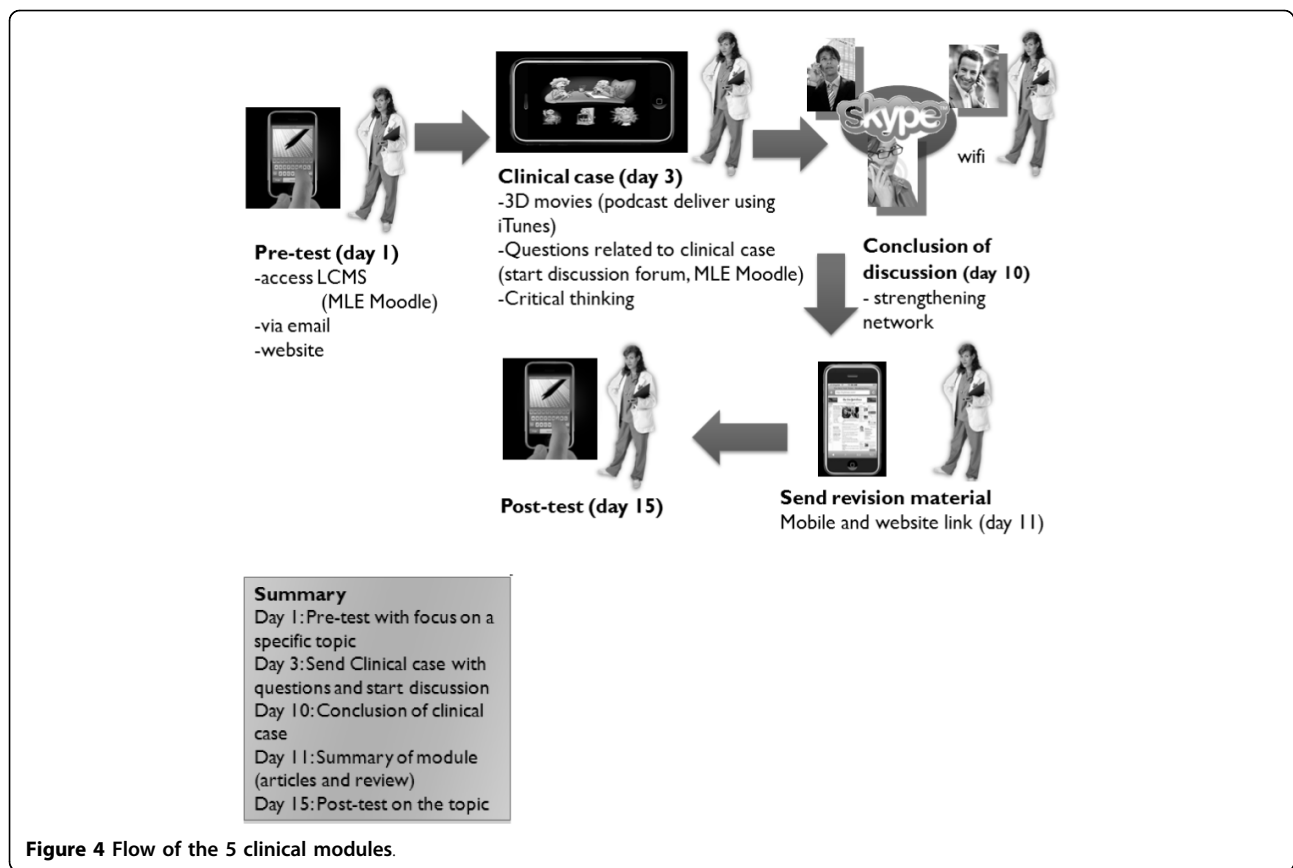 Pre-test (day 1)
-access LCMS
(MLE Moodle)
-via email
-website
Clinical case (day 3)
-3D movies (podcast deliver using
iTunes)
-Questions related to clinical case
(start discussion forum, MLE Moodle)
-Critical thinking
skype
wifi
Conclusion of
discussion (day 10)
- strengthening
network
Send revision material
Mobile and website link (day 11)
Post-test (day 15)
Summary
Day 1: Pre-test with focus on a
specific topic
Day 3: Send Clinical case with
questions and start discussion
Day 10: Conclusion of clinical
case
Day 11: Summary of module
(articles and review)
Day 15: Post-test on the topic
Figure 4 Flow of the 5 clinical modules.